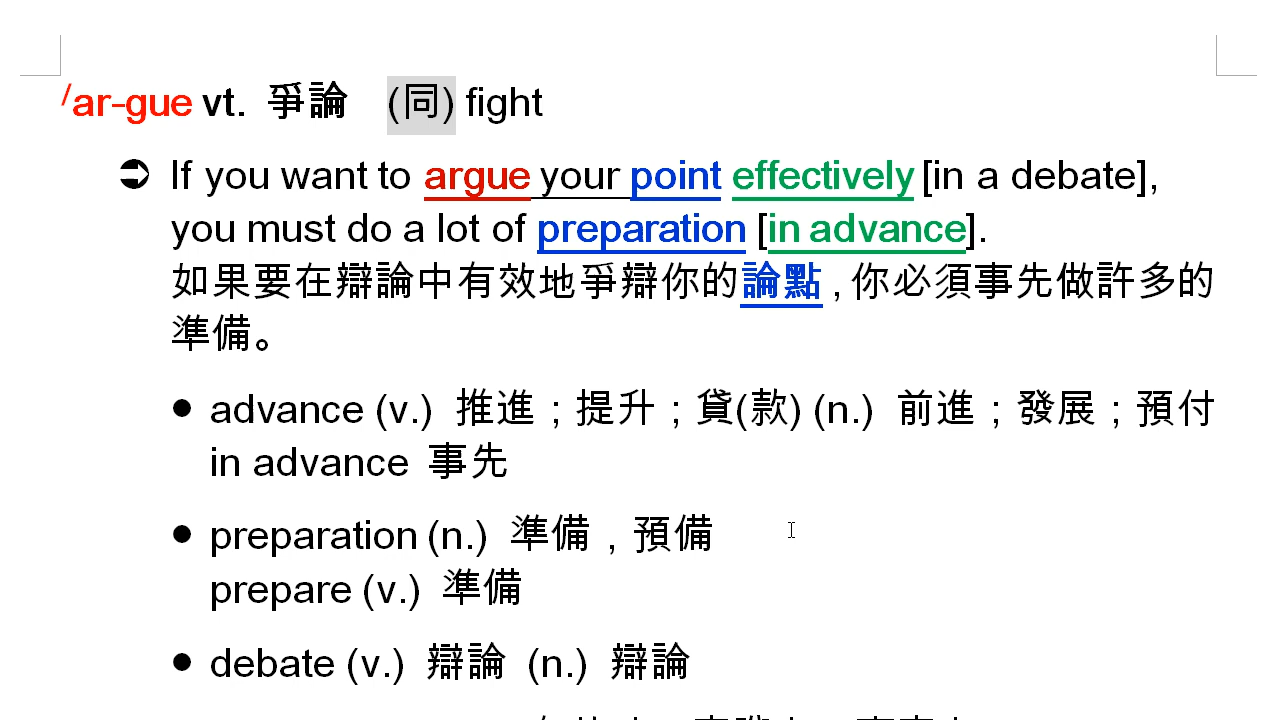 /ar-gue vt. 爭論 (同) fight
➲ If you want to argue your point effectively [in a debate],
you must do a lot of preparation [in advance].
如果要在辯論中有效地爭辯你的論點，你必須事先做許多的
準備。
● advance (v.) 推進；提升；貸(款) (n.) 前進；發展；預付
in advance 事先
● preparation (n.) 準備，預備
prepare (v.) 準備
● debate (v.) 辯論 (n.) 辯論